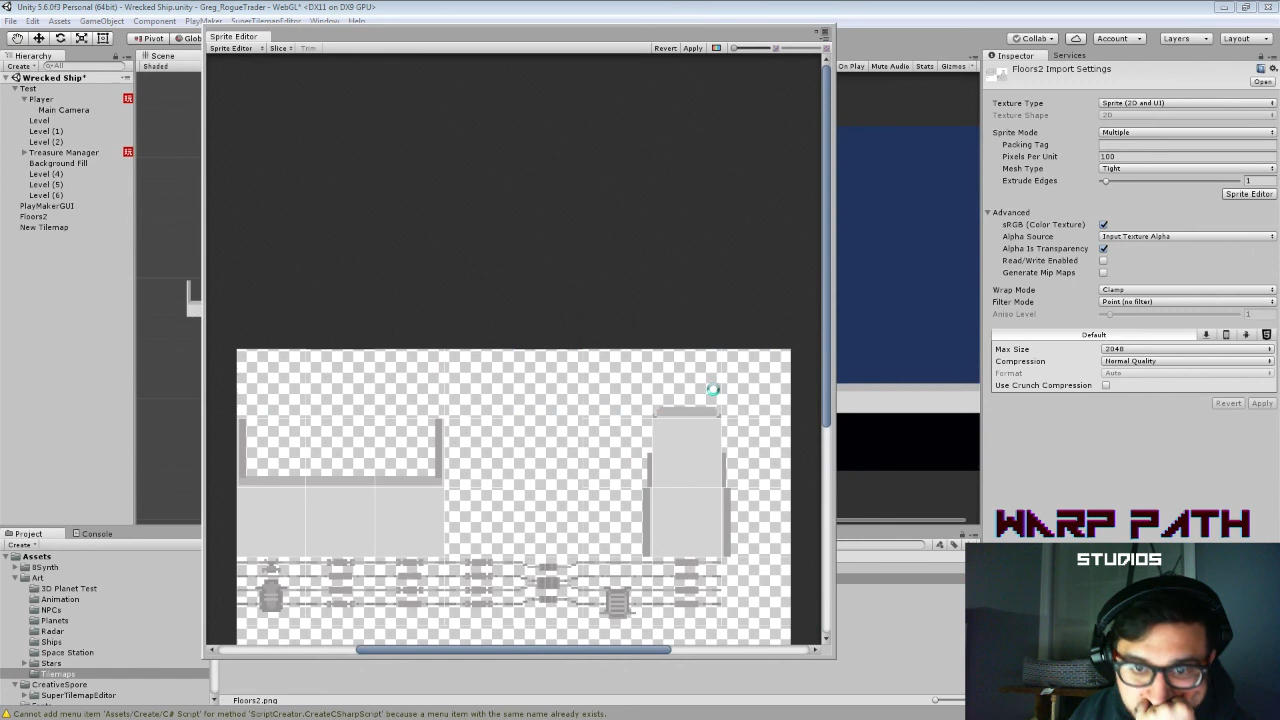 Unity 5.6.0f3 Personal (64bit) - Wrecked Ship.unity - Greg_RogueTrader - WebGL* <DX11 on DX9 GPU>
File Edit Assets GameObject Component PlayMaker SuperTilemapEditor Window Help
Pivot Glob Collab Account Layers Layout
Hierarchy
Create All
Wrecked Ship*
Test
Player
Main Camera
Level
Level (1)
Level (2)
Treasure Manager
Background Fill
Level (4)
Level (5)
Level (6)
PlayMakerGUI
Floors2
New Tilemap
Scene
Shaded
Sprite Editor
Sprite Editor Slice Trim Revert Apply
On Play Mute Audio Stats Gizmos
Inspector Services
Floors2 Import Settings
Open
Texture Type Sprite (2D and UI)
Texture Shape 2D
Sprite Mode Multiple
Packing Tag
Pixels Per Unit 100
Mesh Type Tight
Extrude Edges 1
Sprite Editor
Advanced
sRGB (Color Texture)
Alpha Source Input Texture Alpha
Alpha Is Transparency
Read/Write Enabled
Generate Mip Maps
Wrap Mode Clamp
Filter Mode Point (no filter)
Aniso Level 1
Default
Max Size 2048
Compression Normal Quality
Format Auto
Use Crunch Compression
Revert Apply
WARP PATH
STUDIOS
Project Console
Create
Assets
8Synth
Art
3D Planet Test
Animation
NPCs
Planets
Radar
Ships
Space Station
Stars
Tilemaps
CreativeSpore
SuperTilemapEditor
Floors2.png
Cannot add menu item 'Assets/Create/C# Script' for method 'ScriptCreator.CreateCSharpScript' because a menu item with the same name already exists.